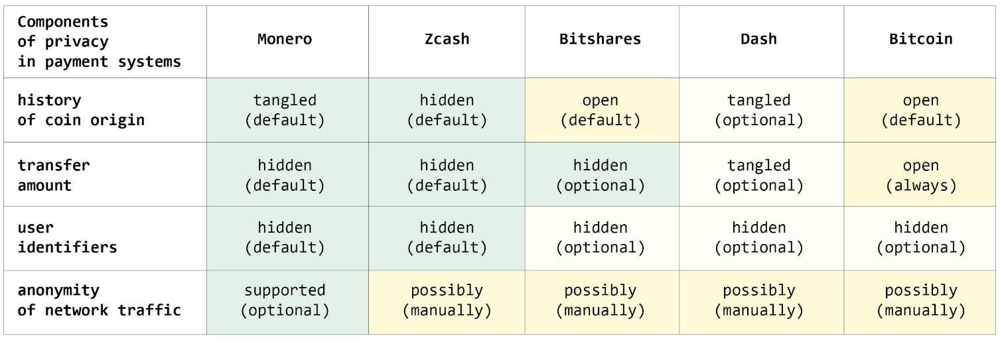 Components
of privacy
in payment systems
Monero
Zcash
Bitshares
Dash
Bitcoin
history
of coin origin
tangled
(default)
hidden
(default)
open
(default)
tangled
(optional)
open
(default)
transfer
amount
hidden
(default)
hidden
(default)
hidden
(optional)
tangled
(optional)
open
(always)
user
identifiers
hidden
(default)
hidden
(default)
hidden
(optional)
hidden
(optional)
hidden
(optional)
anonymity
of network traffic
supported
(optional)
possibly
(manually)
possibly
(manually)
possibly
(manually)
possibly
(manually)